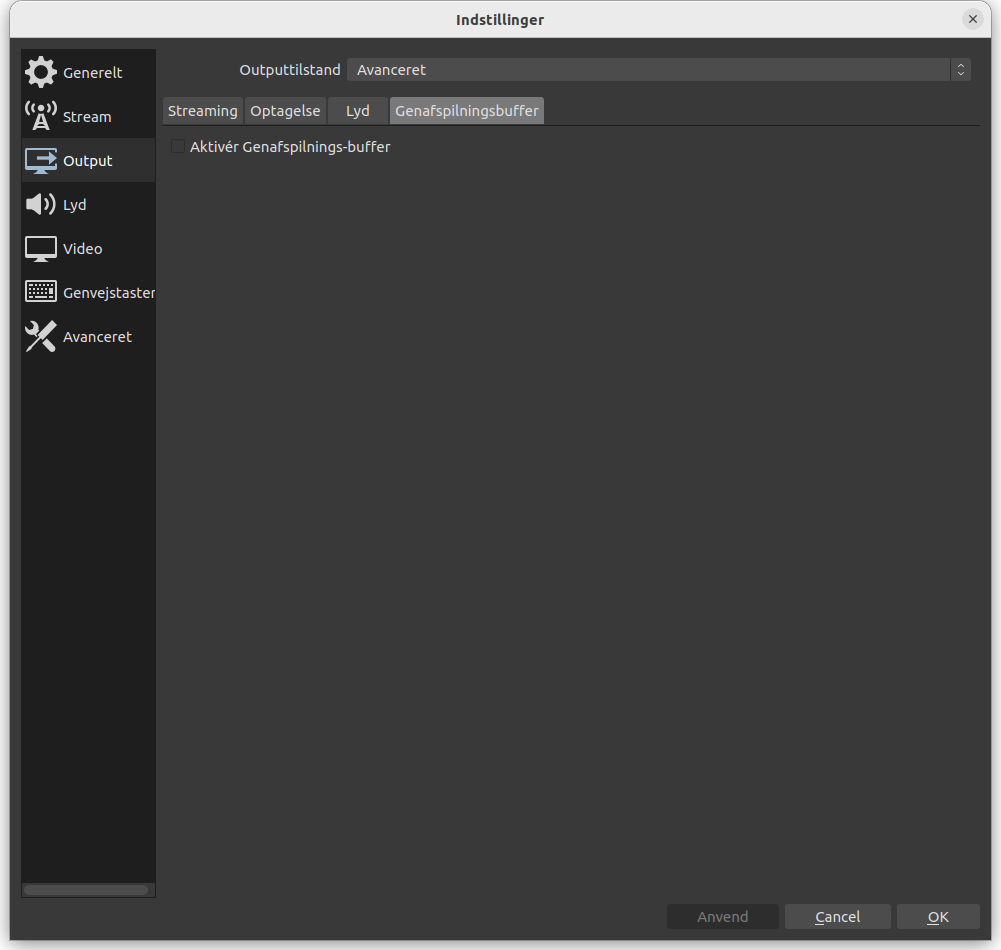 Indstillinger
Generelt
Stream
Output
Lyd
Video
Genvejstaster
Avanceret
Outputtilstand Avanceret
Streaming Optagelse Lyd Genafspilningsbuffer
Aktivér Genafspilnings-buffer
Anvend Cancel OK